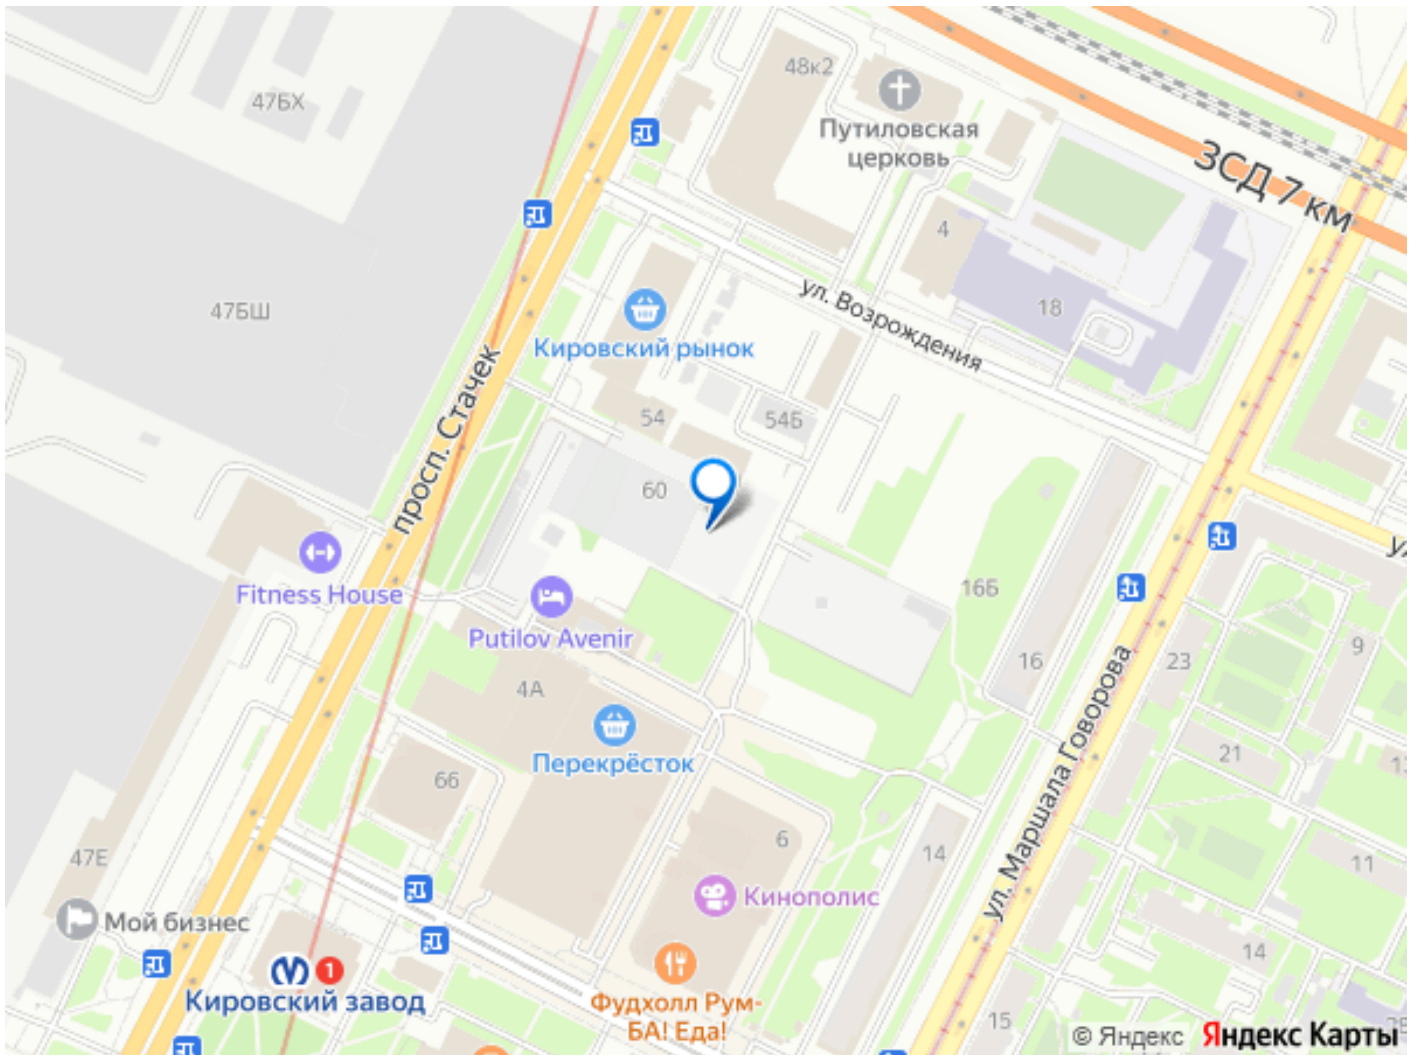 48к2
47БХ
Путиловская
церковь
ЗСД 7 км
4
18
47БШ
ул. Возрождения
Кировский рынок
просп. Стачек
54
54Б
60
16Б
Fitness House
Putilov Avenir
16
23
9
4А
21
Перекрёсток
66
6
ул. Маршала Говорова
47Е
14
11
Кинополис
Мой бизнес
14
1
Кировский завод
Фудхолл Рум-
БА! Еда!
15
© Яндекс
Яндекс Карты